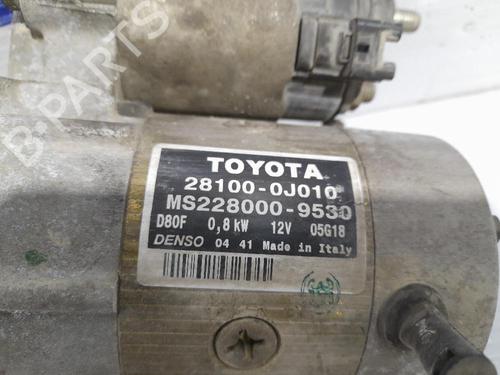 B-PARTS
TOYOTA
28100-0J010
MS228000-9530
D80F 0,8 kW 12V 05G18
DENSO 04 41 Made in Italy